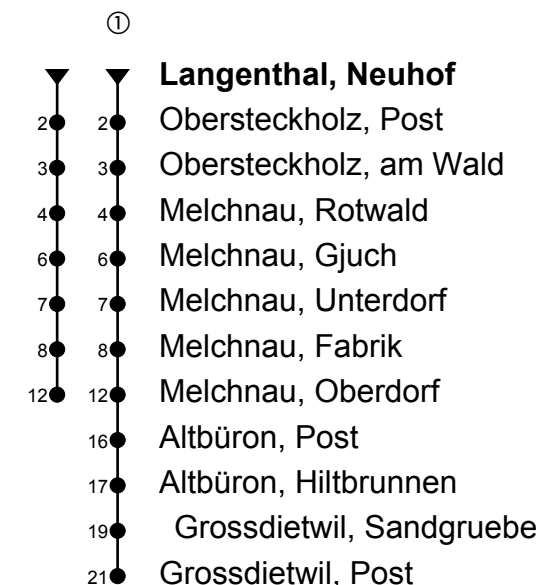 ①
Langenthal, Neuhof
2 2 Obersteckholz, Post
3 3 Obersteckholz, am Wald
4 4 Melchnau, Rotwald
6 6 Melchnau, Gjuch
7 7 Melchnau, Unterdorf
8 8 Melchnau, Fabrik
12 12 Melchnau, Oberdorf
16 Altbüron, Post
17 Altbüron, Hiltbrunnen
19 Grossdietwil, Sandgruebe
21 Grossdietwil, Post